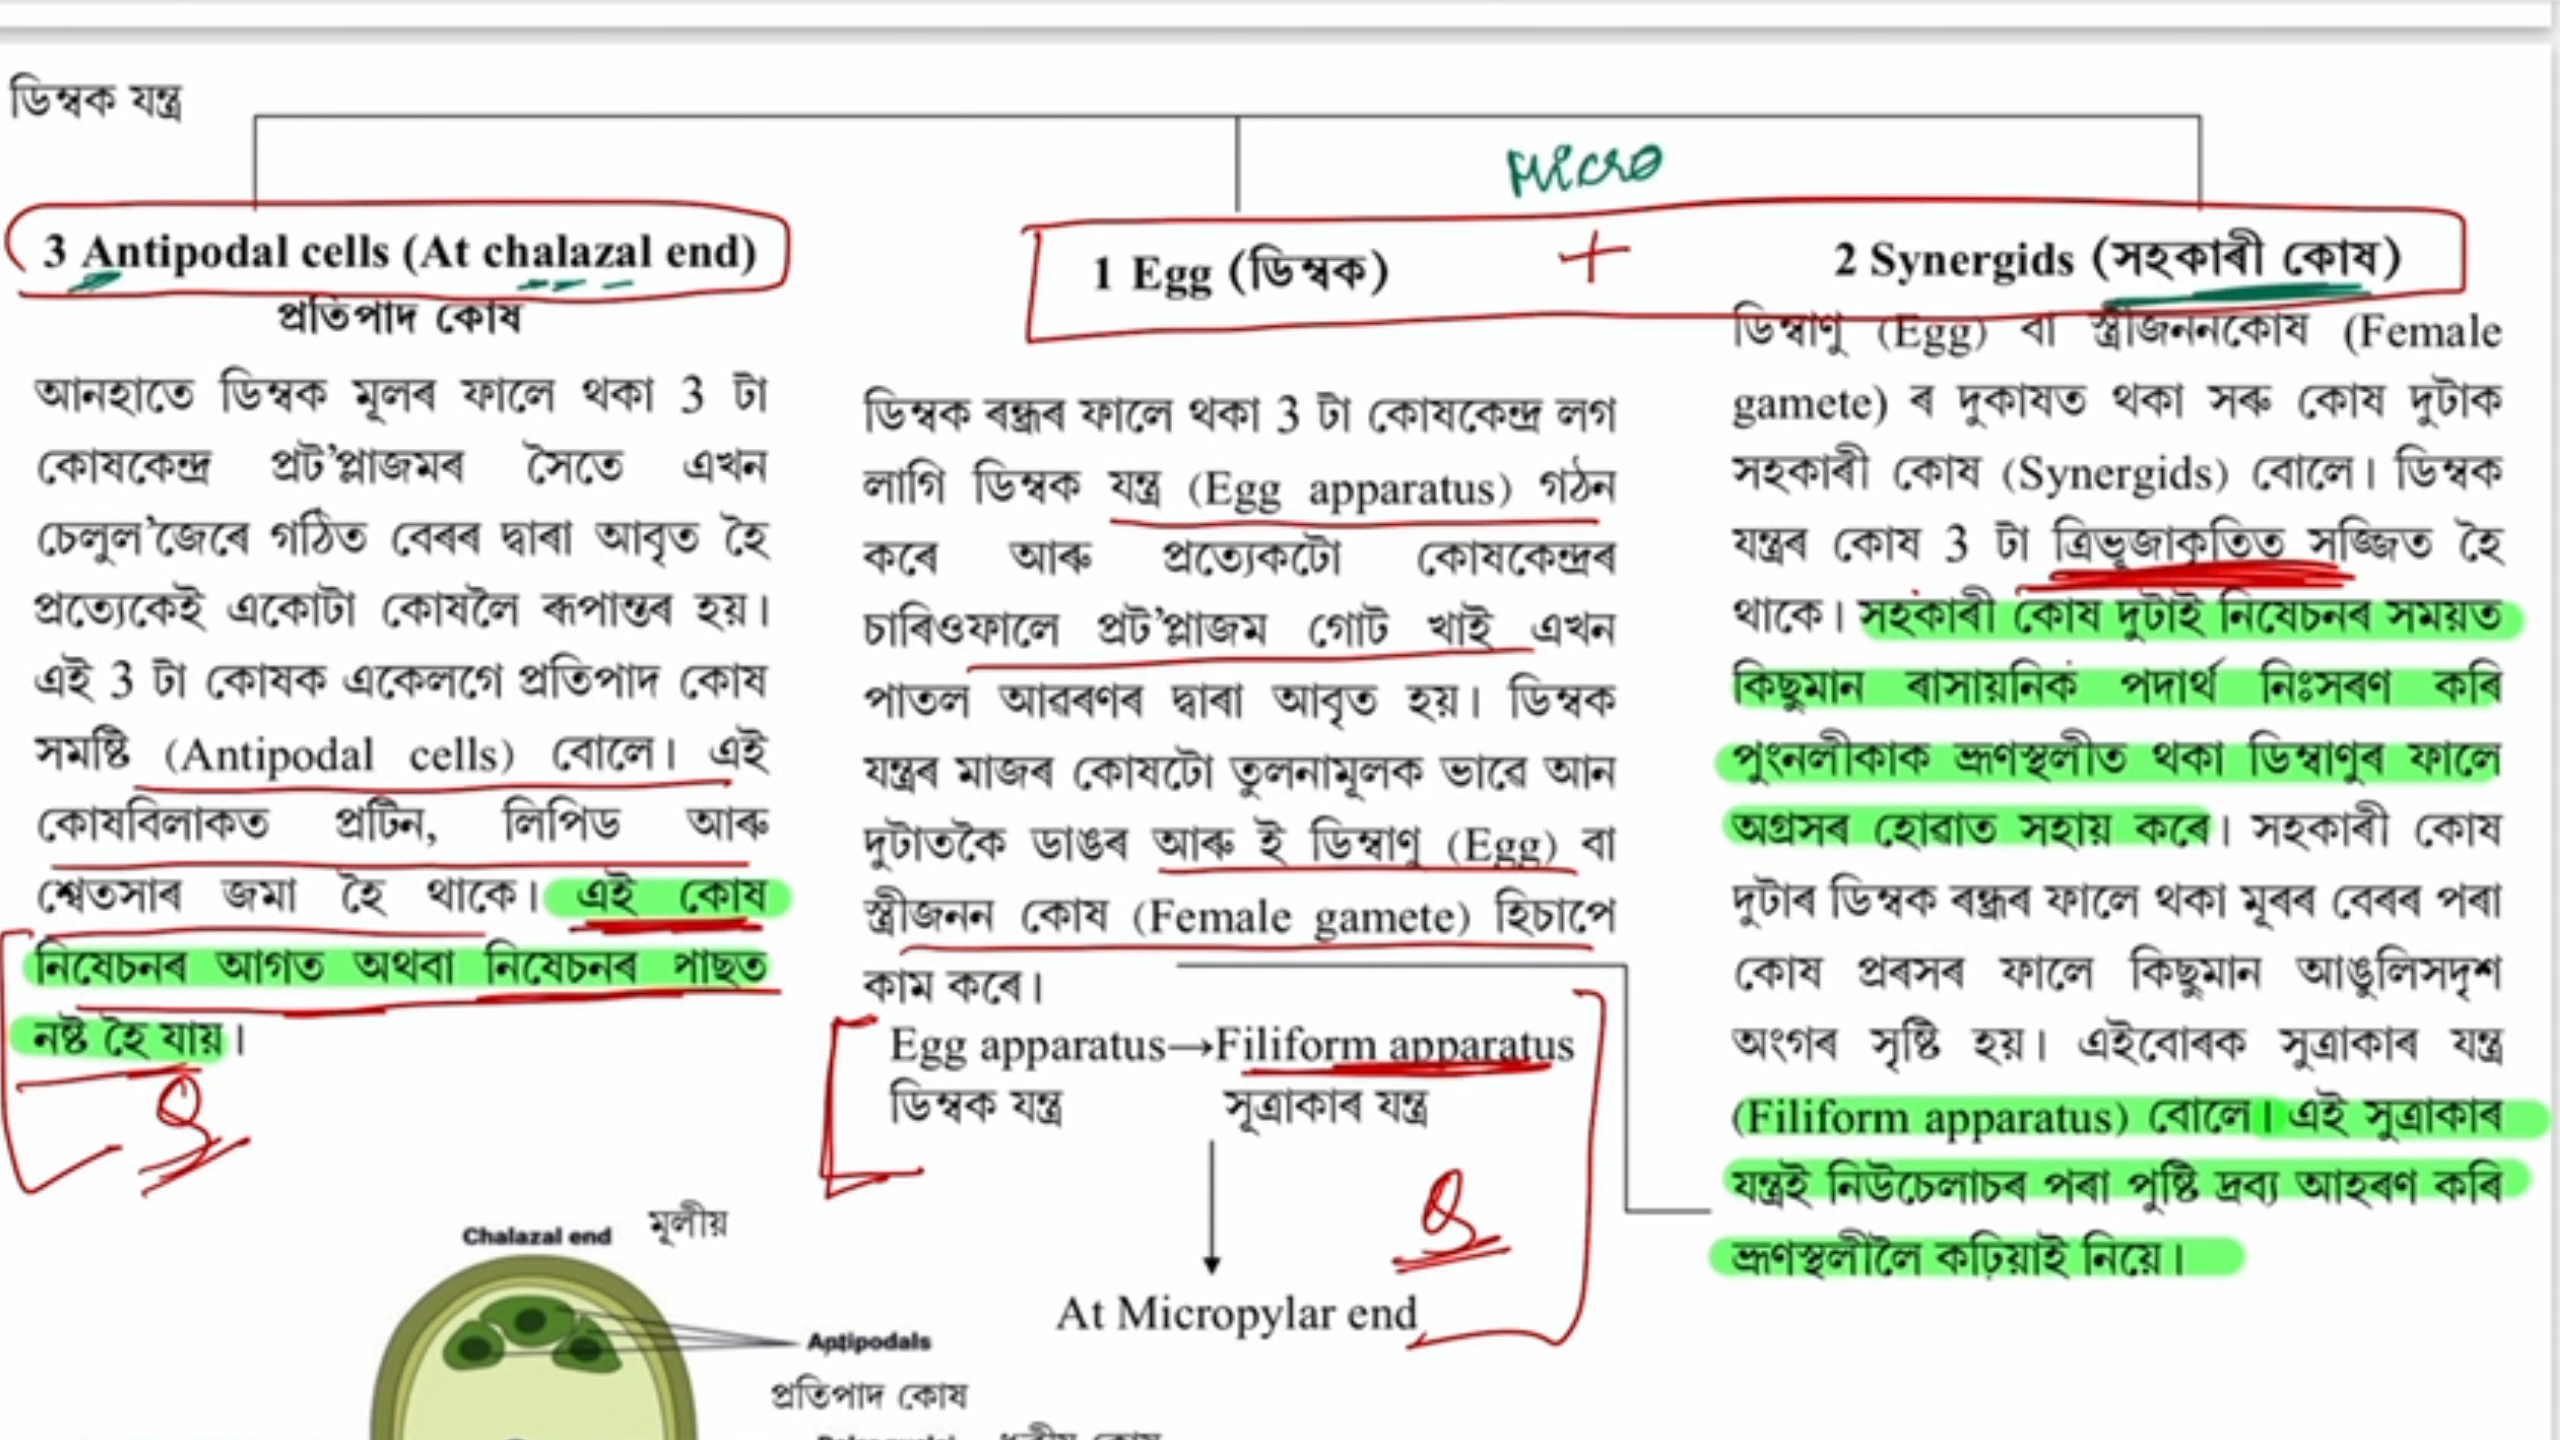 ডিম্বক যন্ত্ৰ
Micro
3 Antipodal cells (At chalazal end)
প্ৰতিপাদ কোষ
আনহাতে ডিম্বক মূলৰ ফালে থকা 3 টা
কোষকেন্দ্ৰ প্ৰট'প্লাজমৰ সৈতে এখন
চেলুল'জেৰে গঠিত বেৰৰ দ্বাৰা আবৃত হৈ
প্ৰত্যেকেই একোটা কোষলৈ ৰূপান্তৰ হয়।
এই 3 টা কোষক একেলগে প্ৰতিপাদ কোষ
সমষ্টি (Antipodal cells) বোলে। এই
কোষবিলাকত প্ৰটিন, লিপিড আৰু
শ্বেতসাৰ জমা হৈ থাকে। এই কোষ
নিষেচনৰ আগত অথবা নিষেচনৰ পাছত
নষ্ট হৈ যায়।
1 Egg (ডিম্বক) +
ডিম্বক ৰন্ধ্ৰৰ ফালে থকা 3 টা কোষকেন্দ্ৰ লগ
লাগি ডিম্বক যন্ত্ৰ (Egg apparatus) গঠন
কৰে আৰু প্ৰত্যেকটো কোষকেন্দ্ৰৰ
চাৰিওফালে প্ৰট'প্লাজম গোট খাই এখন
পাতল আৱৰণৰ দ্বাৰা আবৃত হয়। ডিম্বক
যন্ত্ৰৰ মাজৰ কোষটো তুলনামূলক ভাৱে আন
দুটাতকৈ ডাঙৰ আৰু ই ডিম্বাণু (Egg) বা
স্ত্ৰীজনন কোষ (Female gamete) হিচাপে
কাম কৰে।
Egg apparatus→Filiform apparatus
ডিম্বক যন্ত্ৰ সূত্ৰাকাৰ যন্ত্ৰ
At Micropylar end
2 Synergids (সহকাৰী কোষ)
ডিম্বাণু (Egg) বা স্ত্ৰীজননকোষ (Female
gamete) ৰ দুকাষত থকা সৰু কোষ দুটাক
সহকাৰী কোষ (Synergids) বোলে। ডিম্বক
যন্ত্ৰৰ কোষ 3 টা ত্ৰিভূজাকৃতিত সজ্জিত হৈ
থাকে। সহকাৰী কোষ দুটাই নিষেচনৰ সময়ত
কিছুমান ৰাসায়নিক পদাৰ্থ নিঃসৰণ কৰি
পুংনলীকাক ভ্ৰূণস্থলীত থকা ডিম্বাণুৰ ফালে
অগ্ৰসৰ হোৱাত সহায় কৰে। সহকাৰী কোষ
দুটাৰ ডিম্বক ৰন্ধ্ৰৰ ফালে থকা মূৰৰ বেৰৰ পৰা
কোষ প্ৰৰসৰ ফালে কিছুমান আঙুলিসদৃশ
অংগৰ সৃষ্টি হয়। এইবোৰক সুত্ৰাকাৰ যন্ত্ৰ
(Filiform apparatus) বোলে। এই সুত্ৰাকাৰ
যন্ত্ৰই নিউচেলাচৰ পৰা পুষ্টি দ্ৰব্য আহৰণ কৰি
ভ্ৰূণস্থলীলৈ কঢ়িয়াই নিয়ে।
Chalazal end মূলীয়
Antipodals
প্ৰতিপাদ কোষ